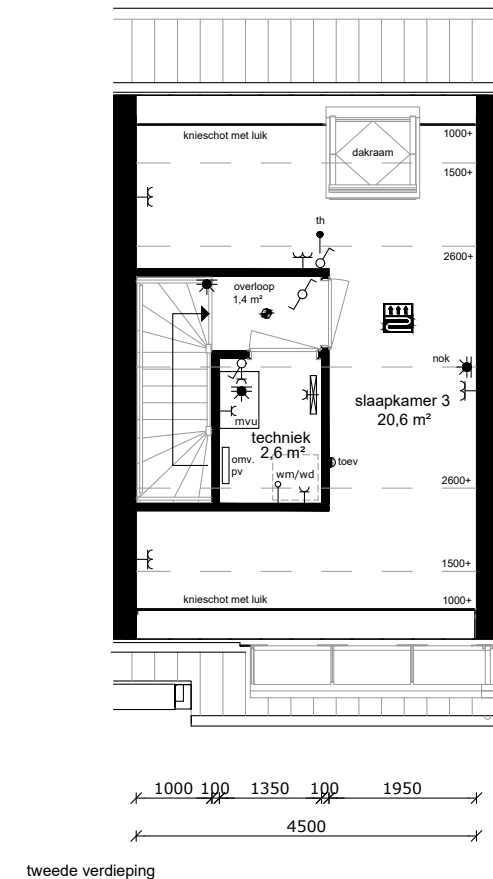 knieschot met luik
1000+
dakraam
1500+
th
2600+
overloop
1,4 m²
nok
slaapkamer 3
20,6 m²
mvu
techniek
2,6 m²
omv.
pv
wm/wd
toev
2600+
1500+
knieschot met luik
1000+
1000 100 1350 100 1950
4500
tweede verdieping